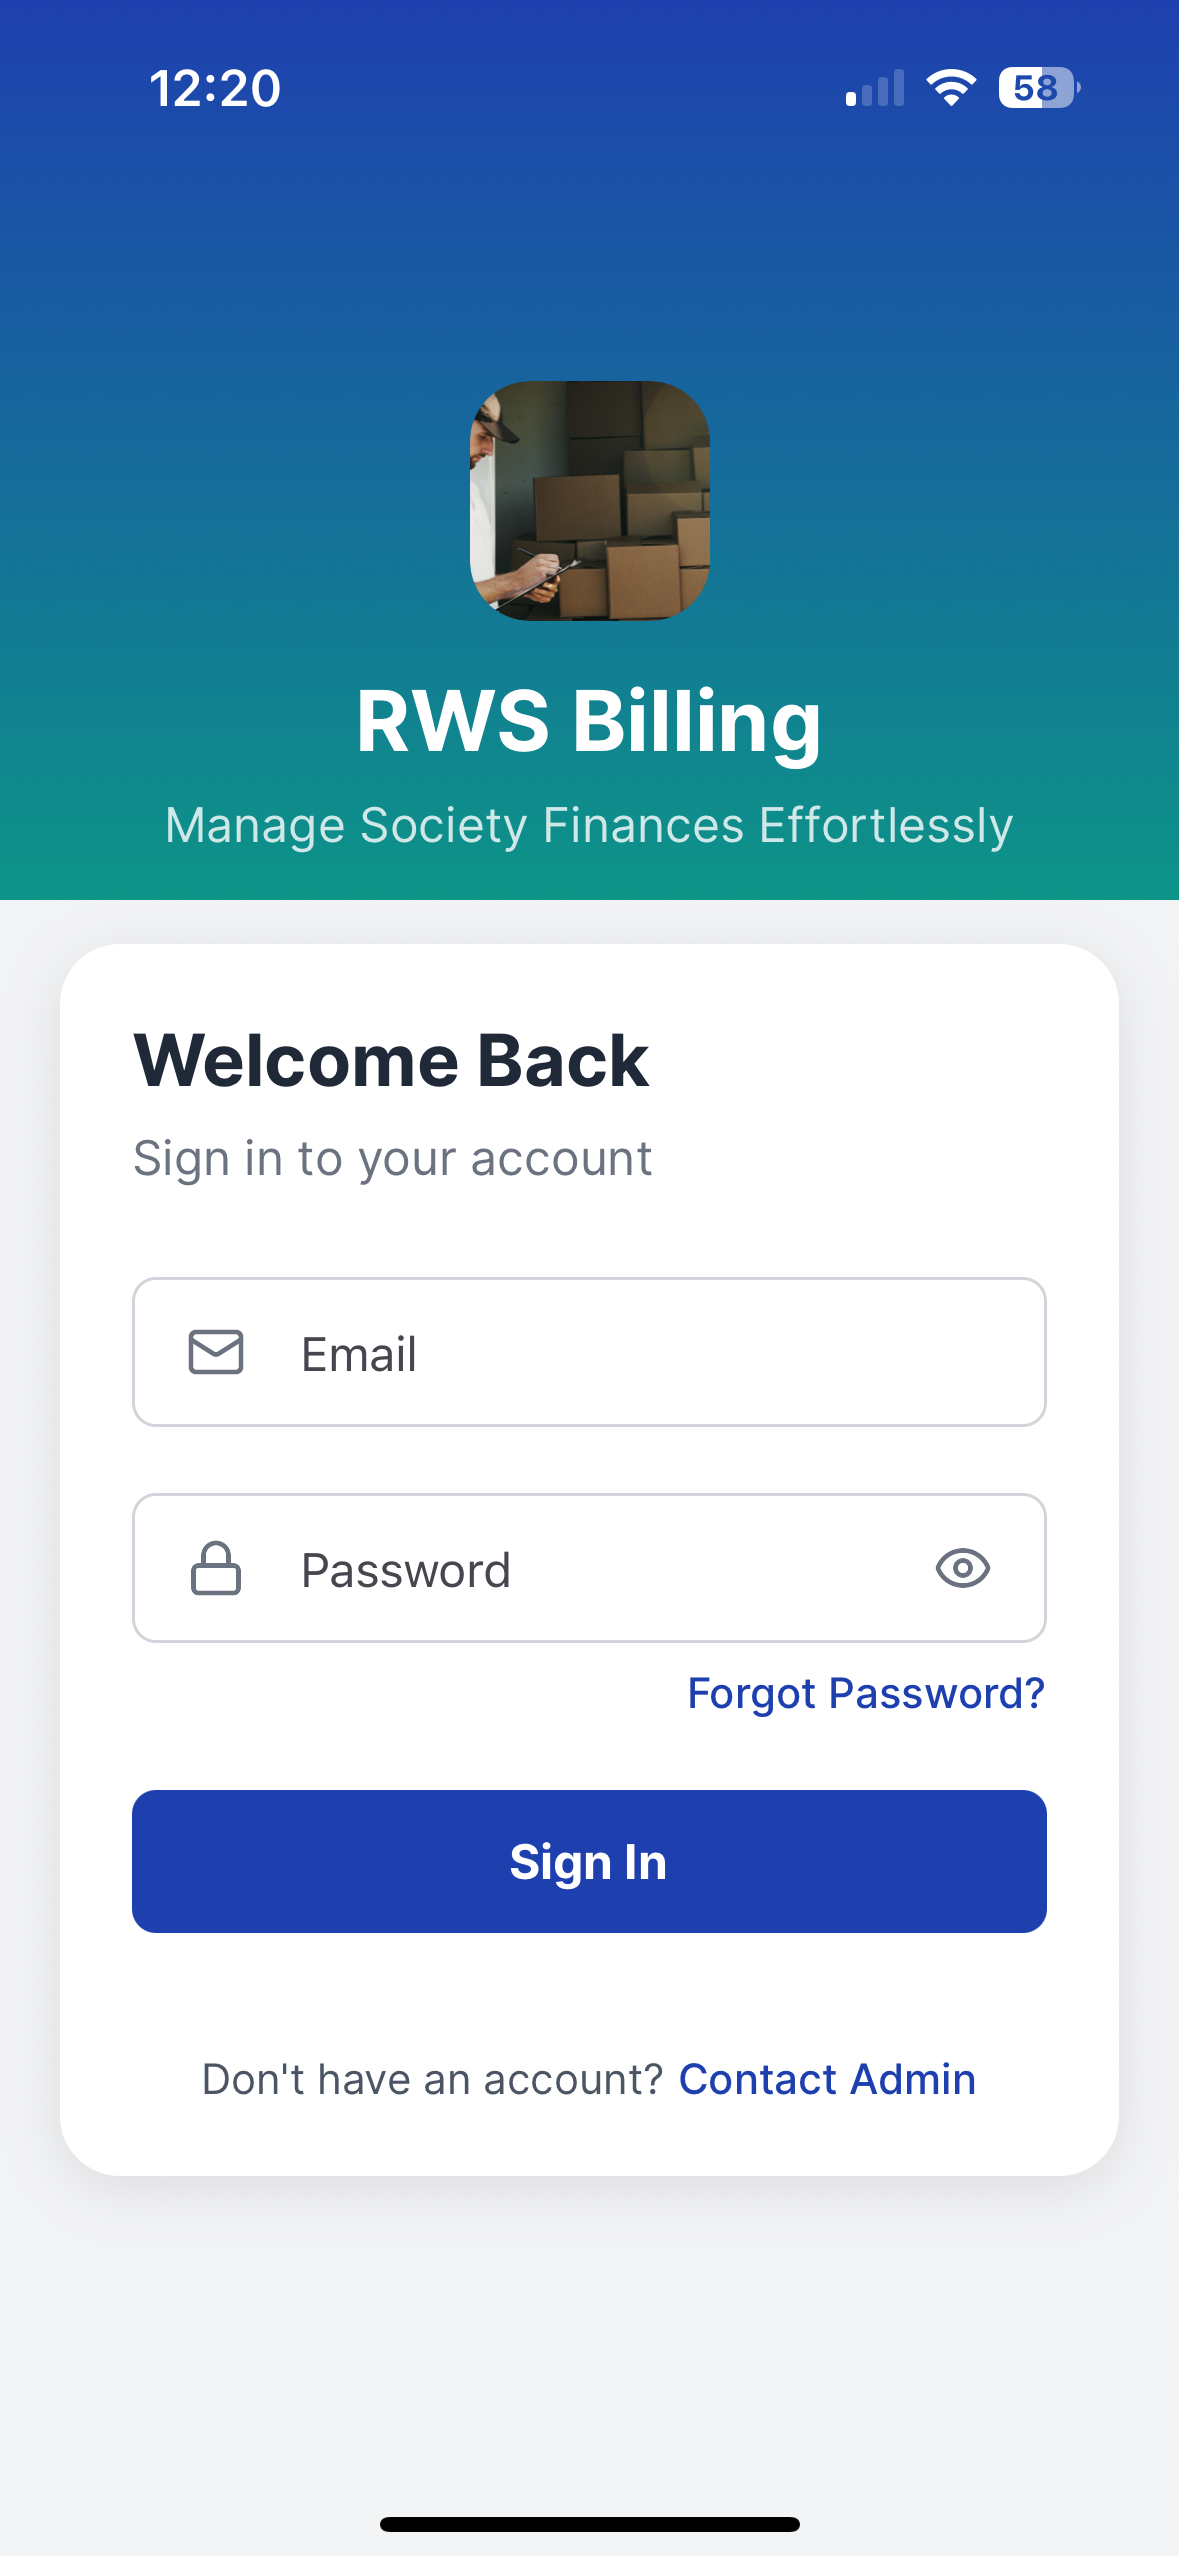 12:20
58
RWS Billing
Manage Society Finances Effortlessly
Welcome Back
Sign in to your account
Email
Password
Forgot Password?
Sign In
Don't have an account? Contact Admin